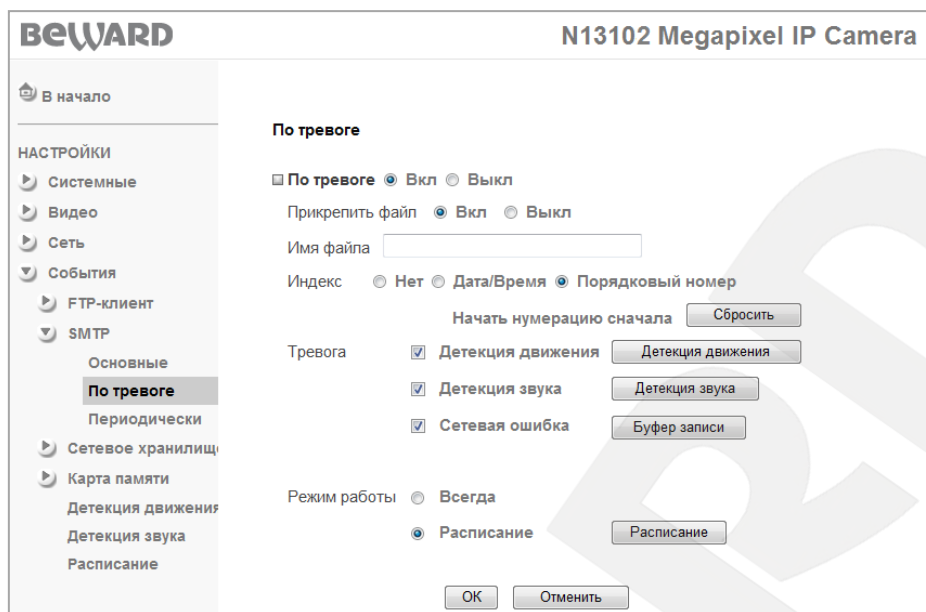 BEWARD
N13102 Megapixel IP Camera
В начало
НАСТРОЙКИ
Системные
Видео
Сеть
События
FTP-клиент
SMTP
Основные
По тревоге
Периодически
Сетевое хранилищ
Карта памяти
Детекция движения
Детекция звука
Расписание
По тревоге
По тревоге Вкл Выкл
Прикрепить файл Вкл Выкл
Имя файла
Индекс Нет Дата/Время Порядковый номер
Начать нумерацию сначала Сбросить
Тревога Детекция движения Детекция движения
Детекция звука Детекция звука
Сетевая ошибка Буфер записи
Режим работы Всегда
Расписание Расписание
OK Отменить